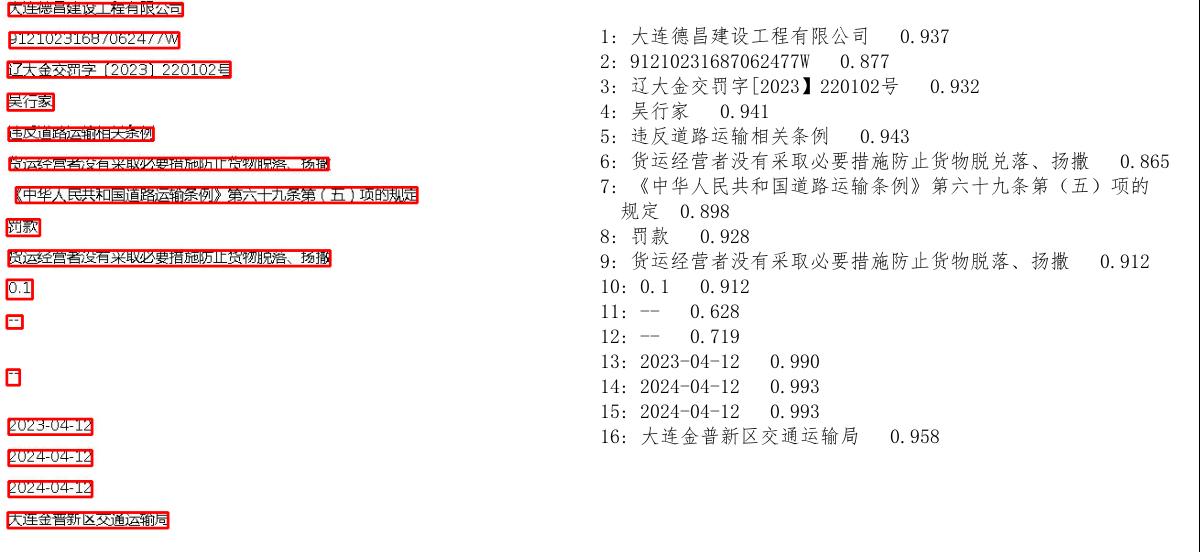 大连德昌建设工程有限公司
91210231687062477W
辽大金交罚字〔2023〕220102号
吴行家
违反道路运输相关条例
货运经营者没有采取必要措施防止货物脱落、扬撒
《中华人民共和国道路运输条例》第六十九条第（五）项的规定
罚款
货运经营者没有采取必要措施防止货物脱落、扬撒
0.1
--
--
2023-04-12
2024-04-12
2024-04-12
大连金普新区交通运输局
1: 大连德昌建设工程有限公司 0.937
2: 91210231687062477W 0.877
3: 辽大金交罚字[2023】220102号 0.932
4: 吴行家 0.941
5: 违反道路运输相关条例 0.943
6: 货运经营者没有采取必要措施防止货物脱兑落、扬撒 0.865
7: 《中华人民共和国道路运输条例》第六十九条第（五）项的
规定 0.898
8: 罚款 0.928
9: 货运经营者没有采取必要措施防止货物脱落、扬撒 0.912
10: 0.1 0.912
11: -- 0.628
12: -- 0.719
13: 2023-04-12 0.990
14: 2024-04-12 0.993
15: 2024-04-12 0.993
16: 大连金普新区交通运输局 0.958